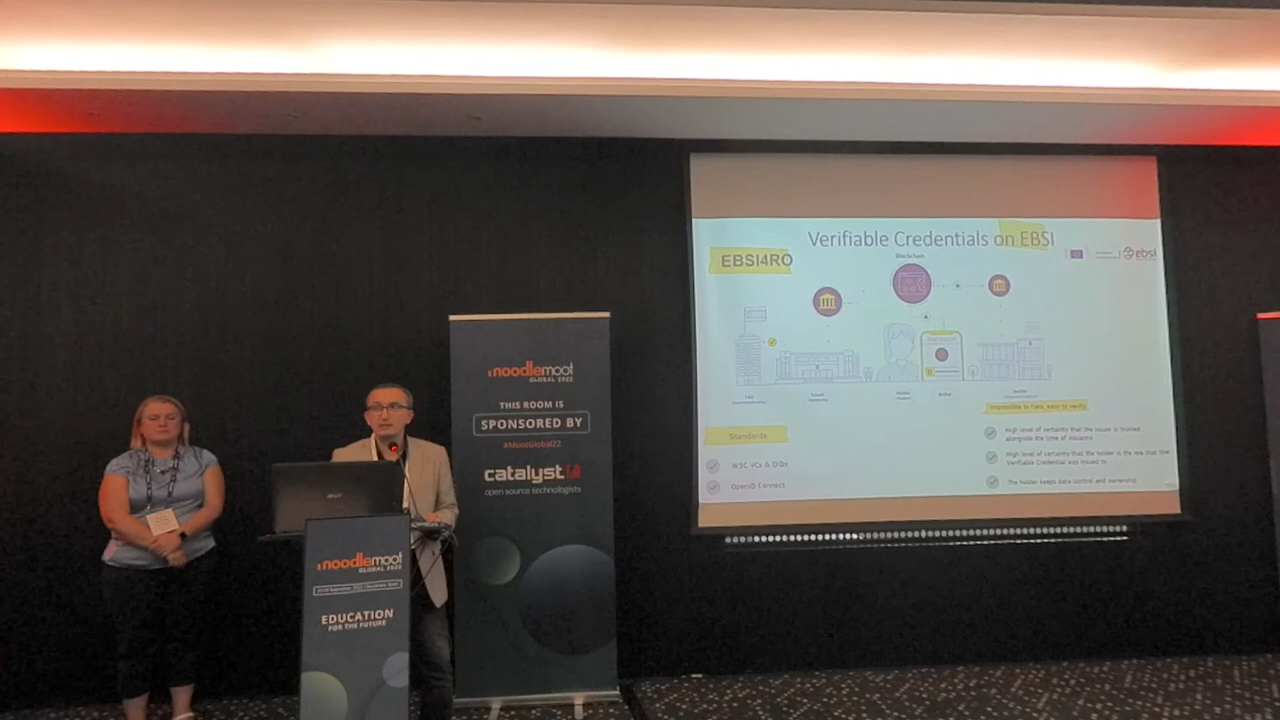 Verifiable Credentials on EBSI
EBSI4RO
Blockchain
ebsi
Wallet
Impossible to fake, easy to verify
Standards
W3C VCs & DIDs
OpenID Connect
High level of certainty that the issuer is trusted
alongside the time of issuance
High level of certainty that the holder is the one that the
Verifiable Credential was issued to
The holder keeps data control and ownership
moodlemoot
GLOBAL 2022
THIS ROOM IS
SPONSORED BY
#MootGlobal22
catalyst
open source technologists
acer
moodlemoot
GLOBAL 2022
EDUCATION
FOR THE FUTURE